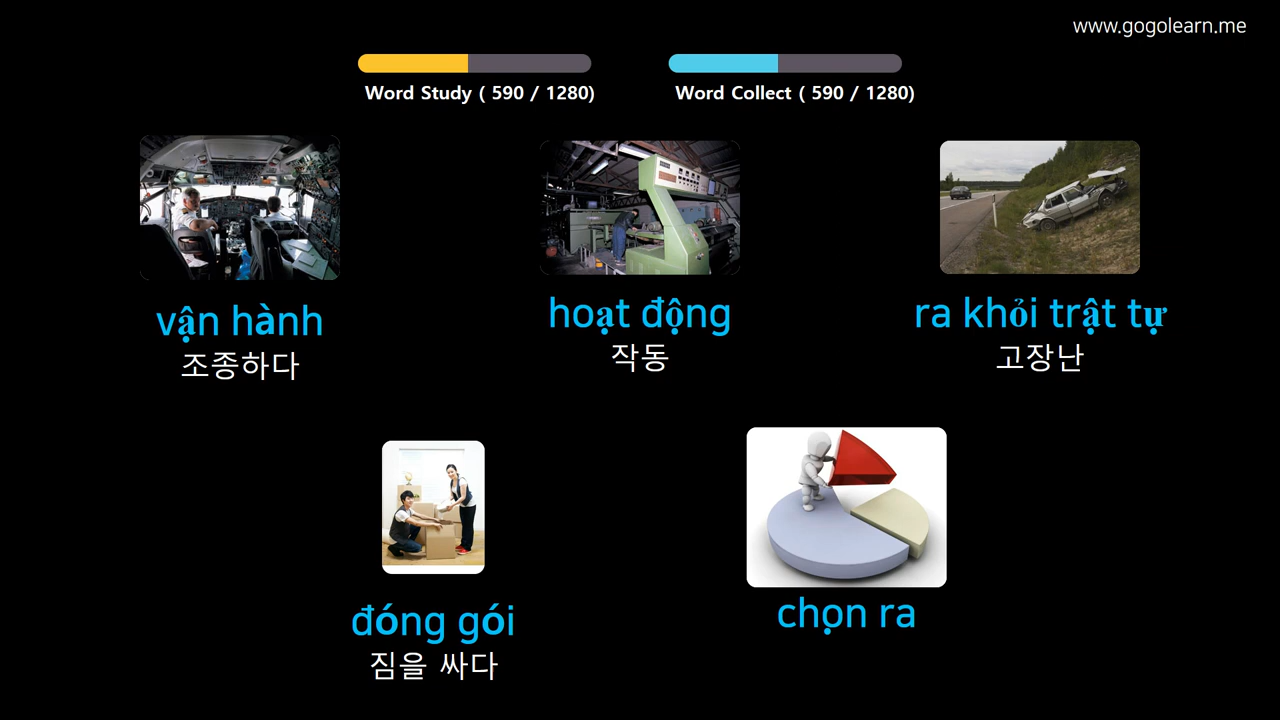 www.gogolearn.me
Word Study ( 590 / 1280)
Word Collect ( 590 / 1280)
vận hành
조종하다
hoạt động
작동
ra khỏi trật tự
고장난
đóng gói
짐을 싸다
chọn ra